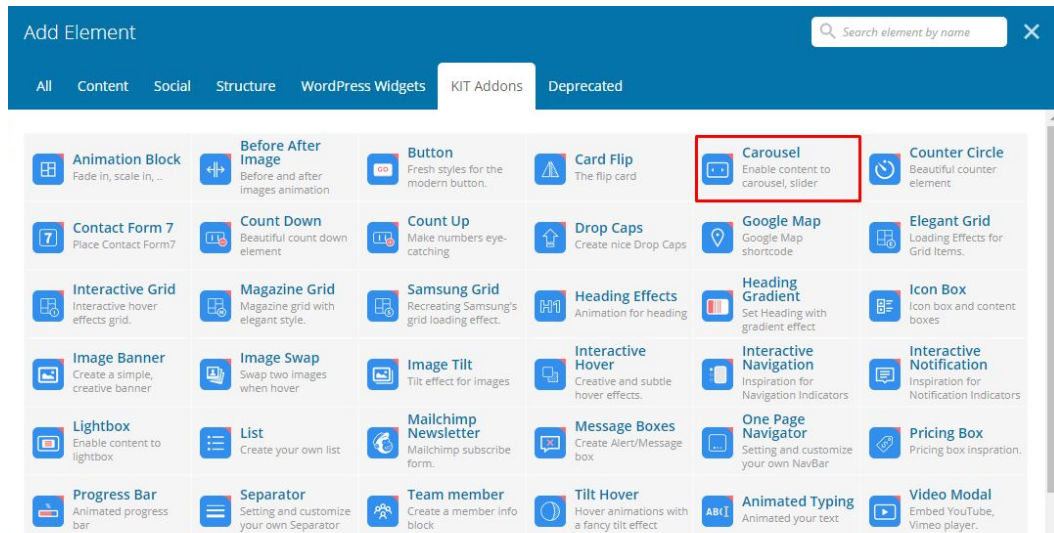 Add Element
Search element by name
All
Content
Social
Structure
WordPress Widgets
KIT Addons
Deprecated
Animation Block
Fade in, scale in, ..
Before After
Image
Before and after
images animation
GO
Button
Fresh styles for the
modern button.
Card Flip
The flip card
Carousel
Enable content to
carousel, slider
Counter Circle
Beautiful counter
element
7
Contact Form 7
Place Contact Form7
Count Down
Beautiful count down
element
Count Up
Make numbers eye-
catching
Drop Caps
Create nice Drop Caps
Google Map
Google Map
shortcode
Elegant Grid
Loading Effects for
Grid Items.
Interactive Grid
Interactive hover
effects grid.
Magazine Grid
Magazine grid with
elegant style.
Samsung Grid
Recreating Samsung's
grid loading effect.
H1
Heading Effects
Animation for heading
Heading
Gradient
Set Heading with
gradient effect
Icon Box
Icon box and content
boxes
Image Banner
Create a simple,
creative banner
Image Swap
Swap two images
when hover
Image Tilt
Tilt effect for images
Interactive
Hover
Creative and subtle
hover effects.
Interactive
Navigation
Inspiration for
Navigation Indicators
Interactive
Notification
Inspiration for
Notification Indicators
Lightbox
Enable content to
lightbox
List
Create your own list
Mailchimp
Newsletter
Mailchimp subscribe
form.
Message Boxes
Create Alert/Message
box
One Page
Navigator
Setting and customize
your own NavBar
Pricing Box
Pricing box inspration.
Progress Bar
Animated progress
bar
Separator
Setting and customize
your own Separator
Team member
Create a member info
block
Tilt Hover
Hover animations with
a fancy tilt effect
ABC
Animated Typing
Animated your text
Video Modal
Embed YouTube,
Vimeo player.